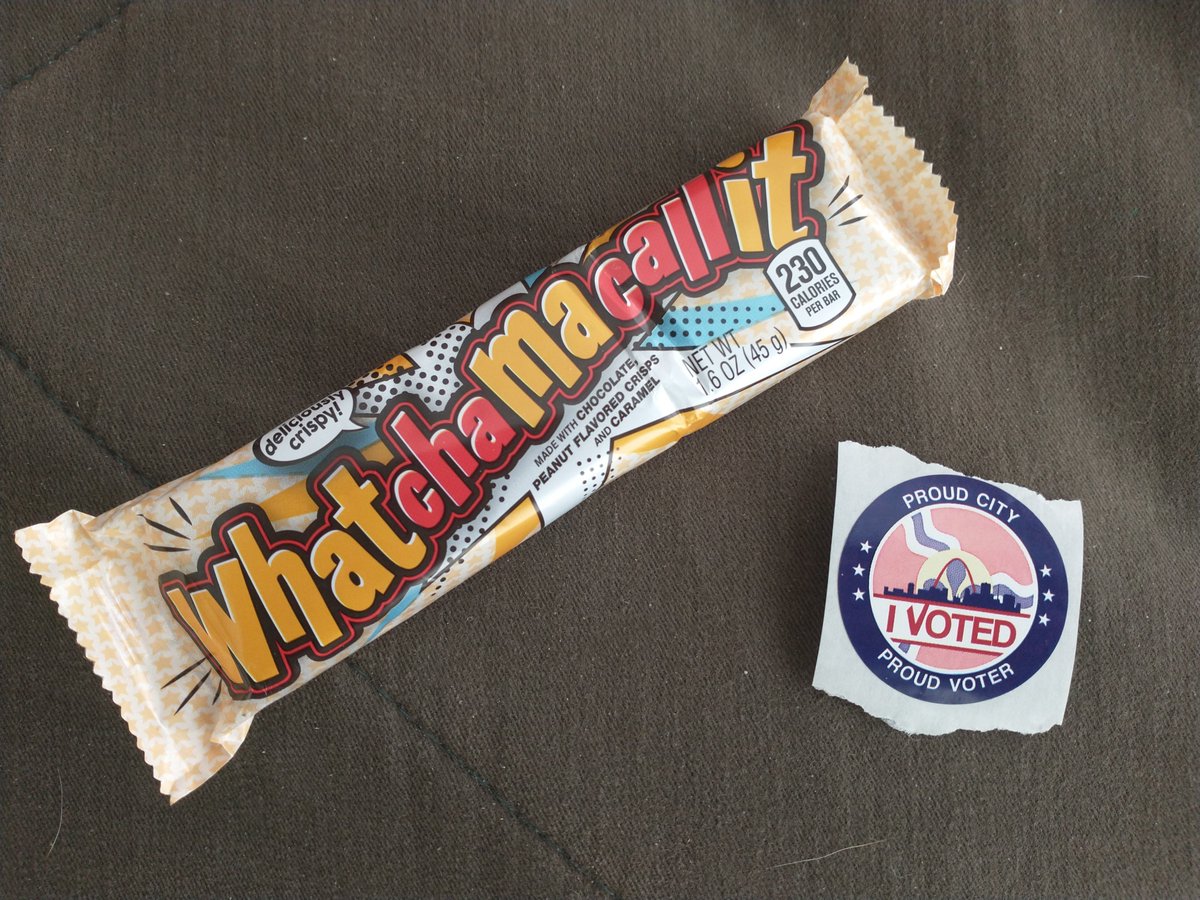 Whatchamacallit
deliciously
crispy!
MADE WITH CHOCOLATE,
PEANUT FLAVORED CRISPS
AND CARAMEL
NET WT
1.6 OZ (45 g)
230
CALORIES
PER BAR
PROUD CITY
I VOTED
PROUD VOTER